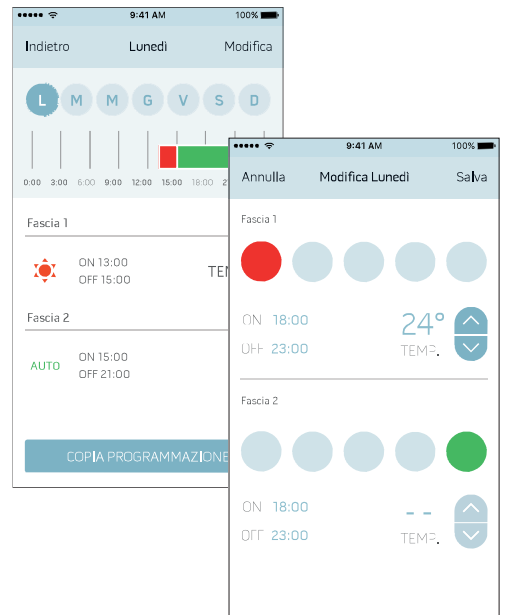 9:41 AM 100%
Indietro Lunedì Modifica
L M M G V S D
0:00 3:00 6:00 9:00 12:00 15:00 18:00
Fascia 1
ON 13:00
OFF 15:00
Fascia 2
AUTO
ON 15:00
OFF 21:00
COPIA PROGRAMMAZIONE
9:41 AM 100%
Annulla Modifica Lunedì Salva
Fascia 1
ON 18:00 24°
OFF 23:00 TEMP.
Fascia 2
ON 18:00 - -
OFF 23:00 TEMP.